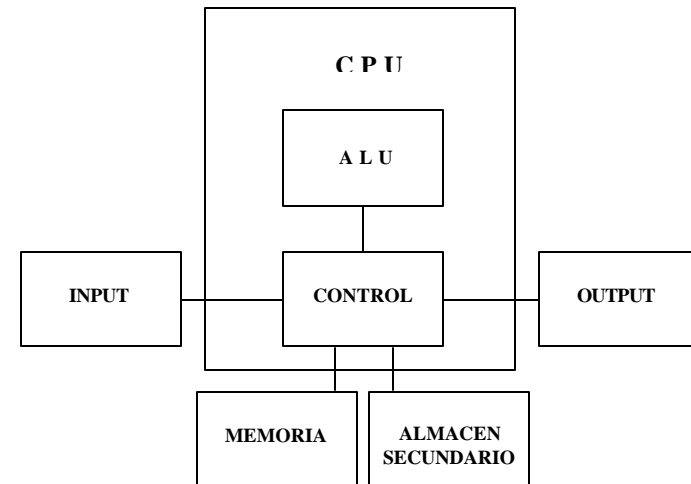 C P U
A L U
INPUT
CONTROL
OUTPUT
MEMORIA
ALMACEN
SECUNDARIO